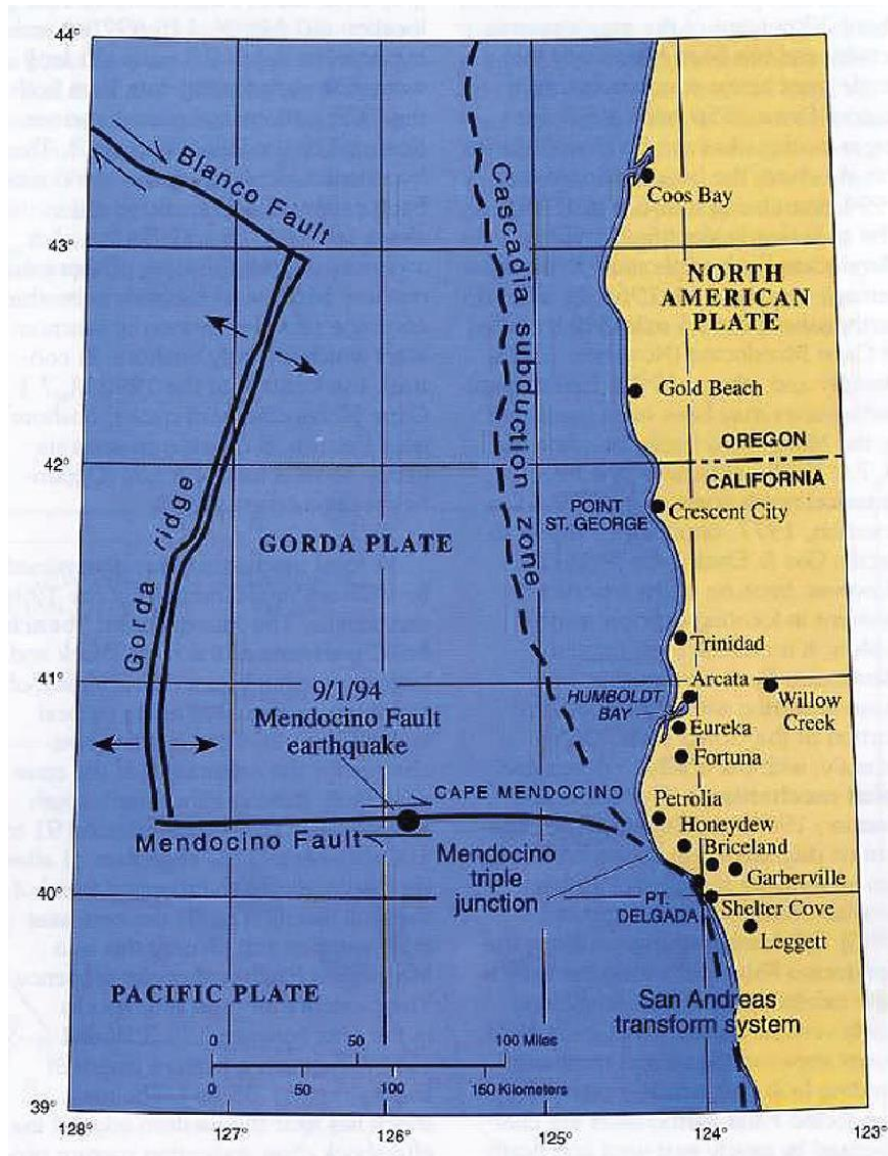 44°
43°
42°
41°
40°
39°
128°
127°
126°
125°
124°
123°
Blanco Fault
Cascadia subduction zone
Coos Bay
NORTH
AMERICAN
PLATE
Gold Beach
OREGON
CALIFORNIA
POINT
ST. GEORGE
Crescent City
Gorda ridge
GORDA PLATE
Trinidad
Arcata
HUMBOLDT
BAY
Willow
Creek
Eureka
Fortuna
9/1/94
Mendocino Fault
earthquake
CAPE MENDOCINO
Petrolia
Honeydew
Briceland
Mendocino Fault
Mendocino
triple
junction
Garberville
PT.
DELGADA
Shelter Cove
Leggett
PACIFIC PLATE
San Andreas
transform system
0 50 100 Miles
0 50 100 150 Kilometers